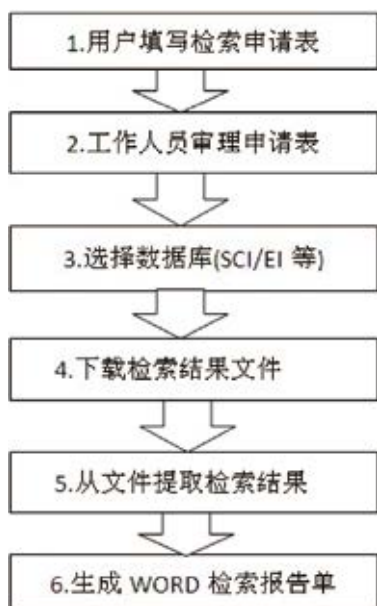 1.用户填写检索申请表
2.工作人员审理申请表
3.选择数据库(SCI/EI 等)
4.下载检索结果文件
5.从文件提取检索结果
6.生成 WORD 检索报告单